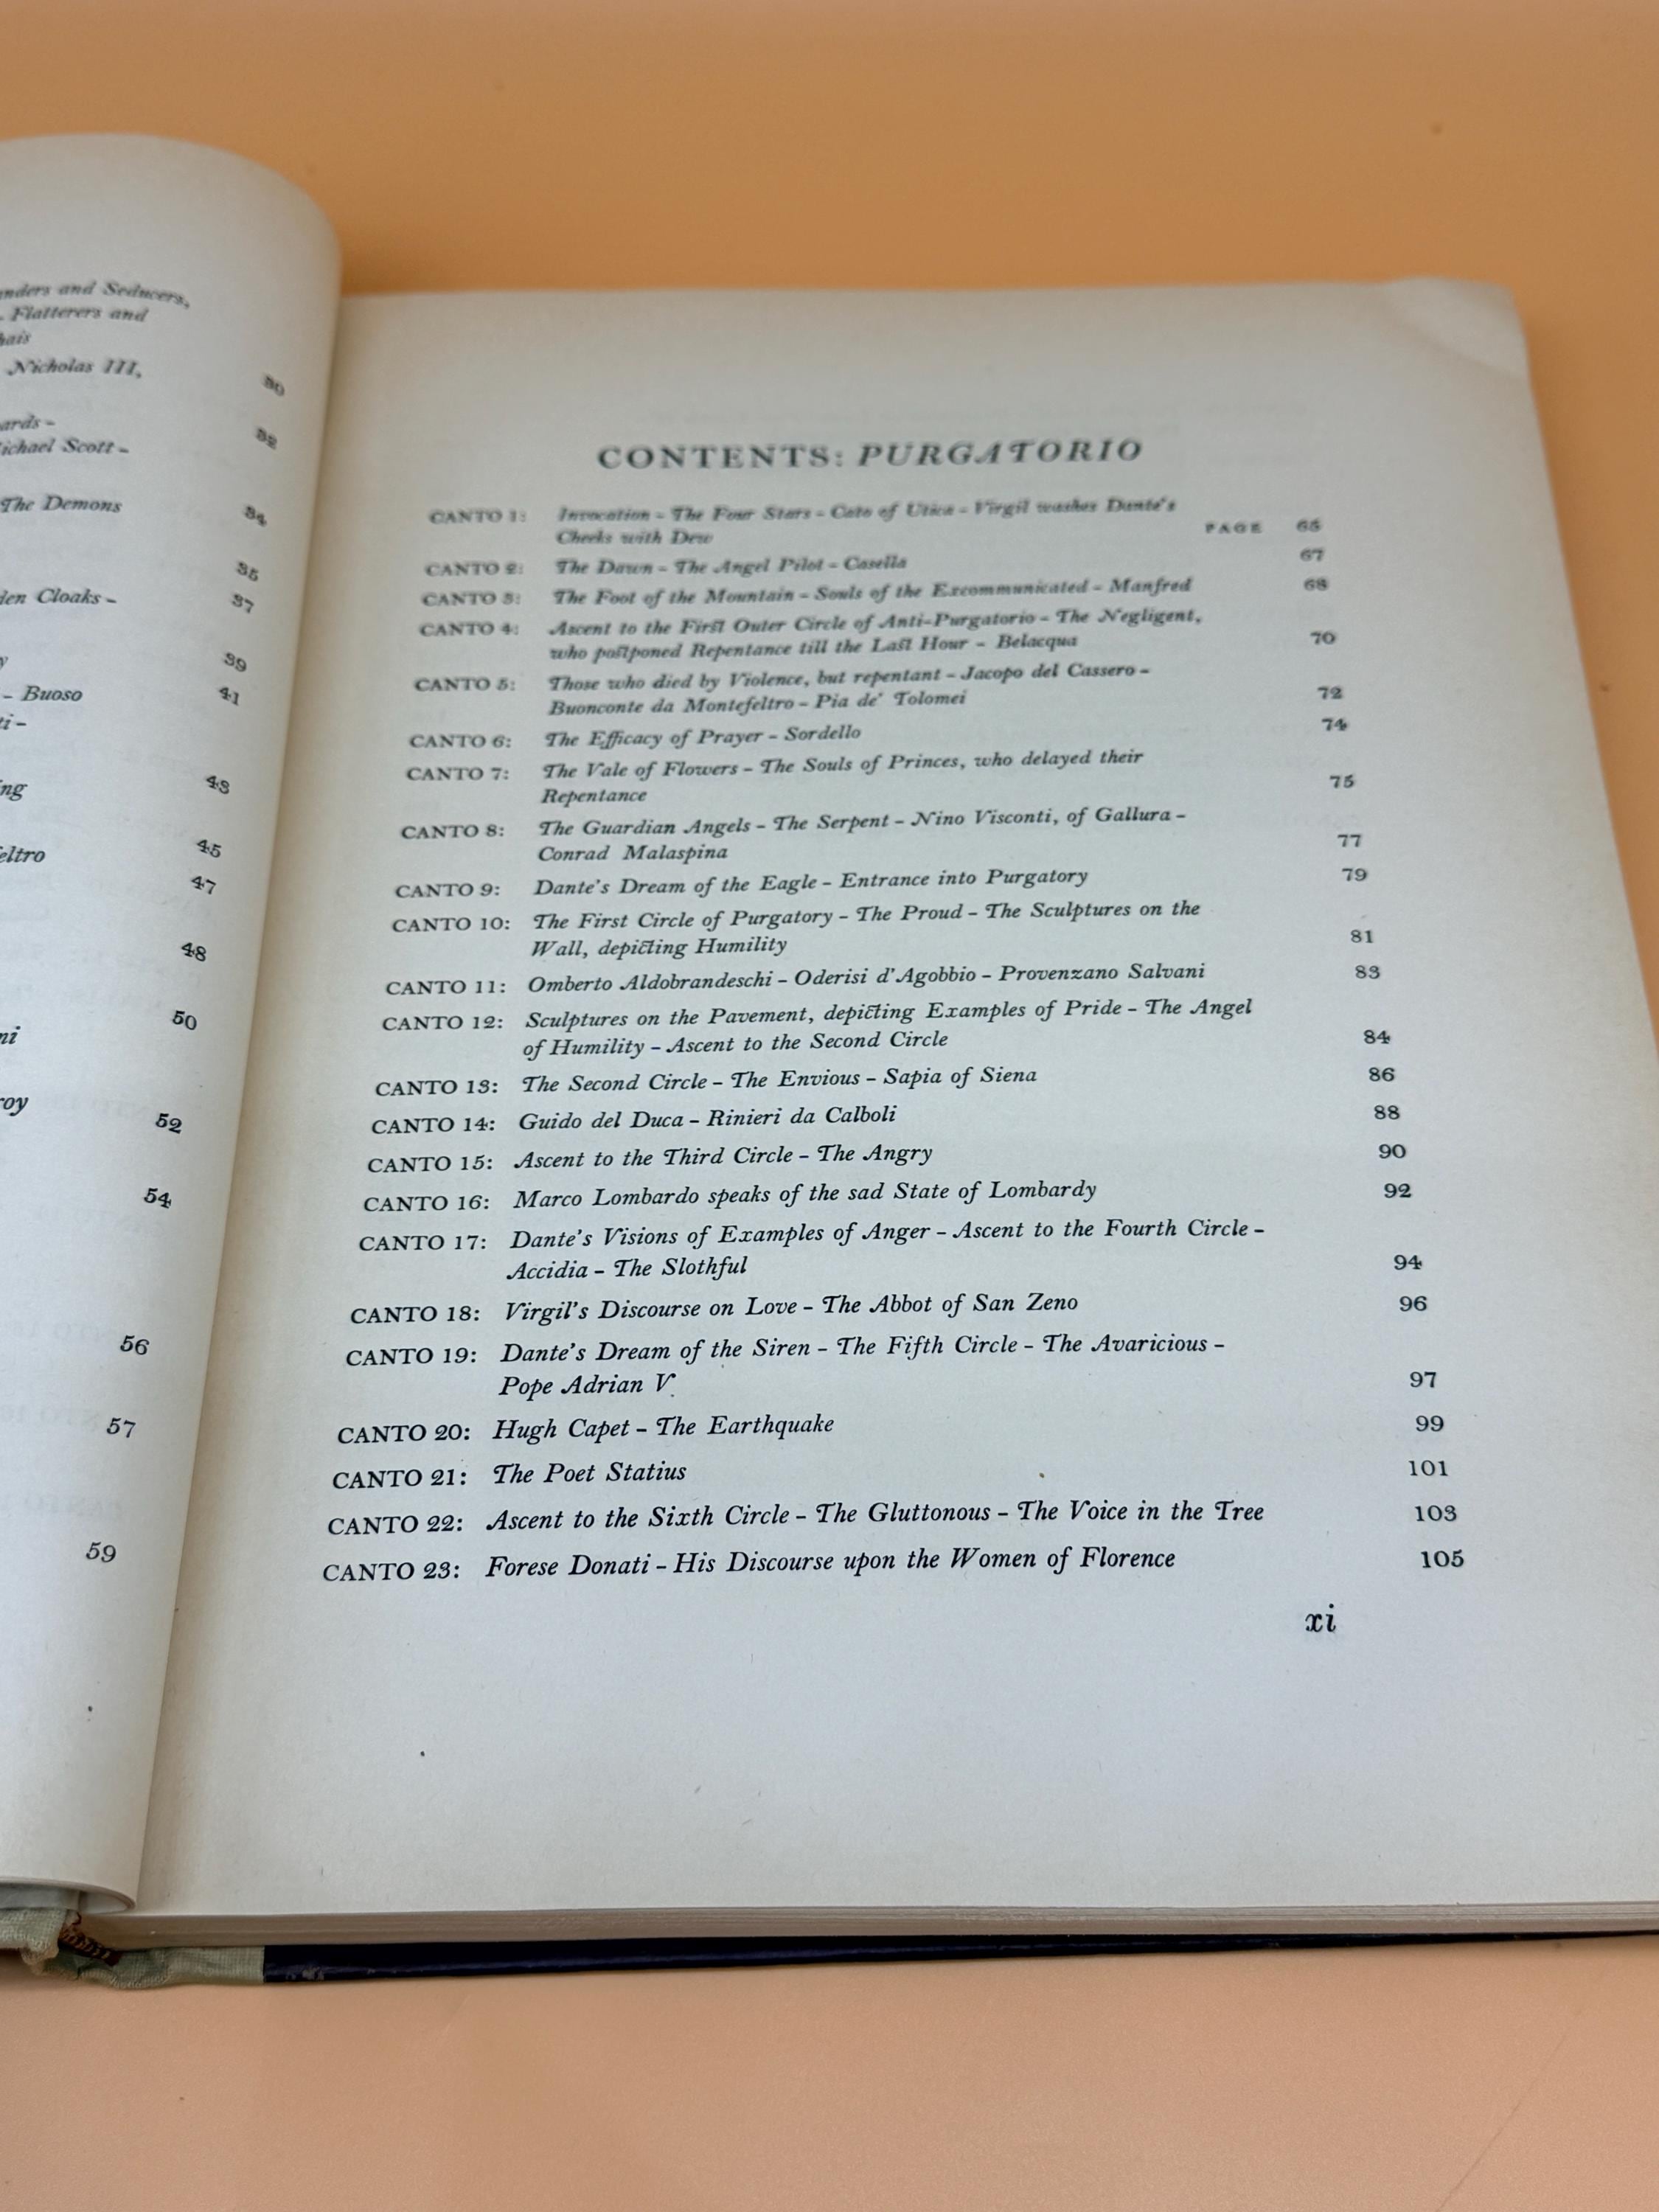 nders and Seducers,
. Flatterers and
hais
30
Nicholas III,
32
ards –
ichael Scott –
34
The Demons
35
den Cloaks –
37
39
y
41
– Buoso
ti –
43
ng
45
eltro
47
48
50
ni
52
roy
54
56
57
59
CONTENTS: PURGATORIO
CANTO 1: Invocation – The Four Stars – Cato of Utica – Virgil washes Dante's
Cheeks with Dew PAGE 65
CANTO 2: The Dawn – The Angel Pilot – Casella 67
CANTO 3: The Foot of the Mountain – Souls of the Excommunicated – Manfred 68
CANTO 4: Ascent to the First Outer Circle of Anti-Purgatorio – The Negligent,
who postponed Repentance till the Last Hour – Belacqua 70
CANTO 5: Those who died by Violence, but repentant – Jacopo del Cassero –
Buonconte da Montefeltro – Pia de' Tolomei 72
CANTO 6: The Efficacy of Prayer – Sordello 74
CANTO 7: The Vale of Flowers – The Souls of Princes, who delayed their
Repentance 75
CANTO 8: The Guardian Angels – The Serpent – Nino Visconti, of Gallura –
Conrad Malaspina 77
CANTO 9: Dante's Dream of the Eagle – Entrance into Purgatory 79
CANTO 10: The First Circle of Purgatory – The Proud – The Sculptures on the
Wall, depicting Humility 81
CANTO 11: Omberto Aldobrandeschi – Oderisi d'Agobbio – Provenzano Salvani 83
CANTO 12: Sculptures on the Pavement, depicting Examples of Pride – The Angel
of Humility – Ascent to the Second Circle 84
CANTO 13: The Second Circle – The Envious – Sapia of Siena 86
CANTO 14: Guido del Duca – Rinieri da Calboli 88
CANTO 15: Ascent to the Third Circle – The Angry 90
CANTO 16: Marco Lombardo speaks of the sad State of Lombardy 92
CANTO 17: Dante's Visions of Examples of Anger – Ascent to the Fourth Circle –
Accidia – The Slothful 94
CANTO 18: Virgil's Discourse on Love – The Abbot of San Zeno 96
CANTO 19: Dante's Dream of the Siren – The Fifth Circle – The Avaricious –
Pope Adrian V 97
CANTO 20: Hugh Capet – The Earthquake 99
CANTO 21: The Poet Statius 101
CANTO 22: Ascent to the Sixth Circle – The Gluttonous – The Voice in the Tree 103
CANTO 23: Forese Donati – His Discourse upon the Women of Florence 105
xi